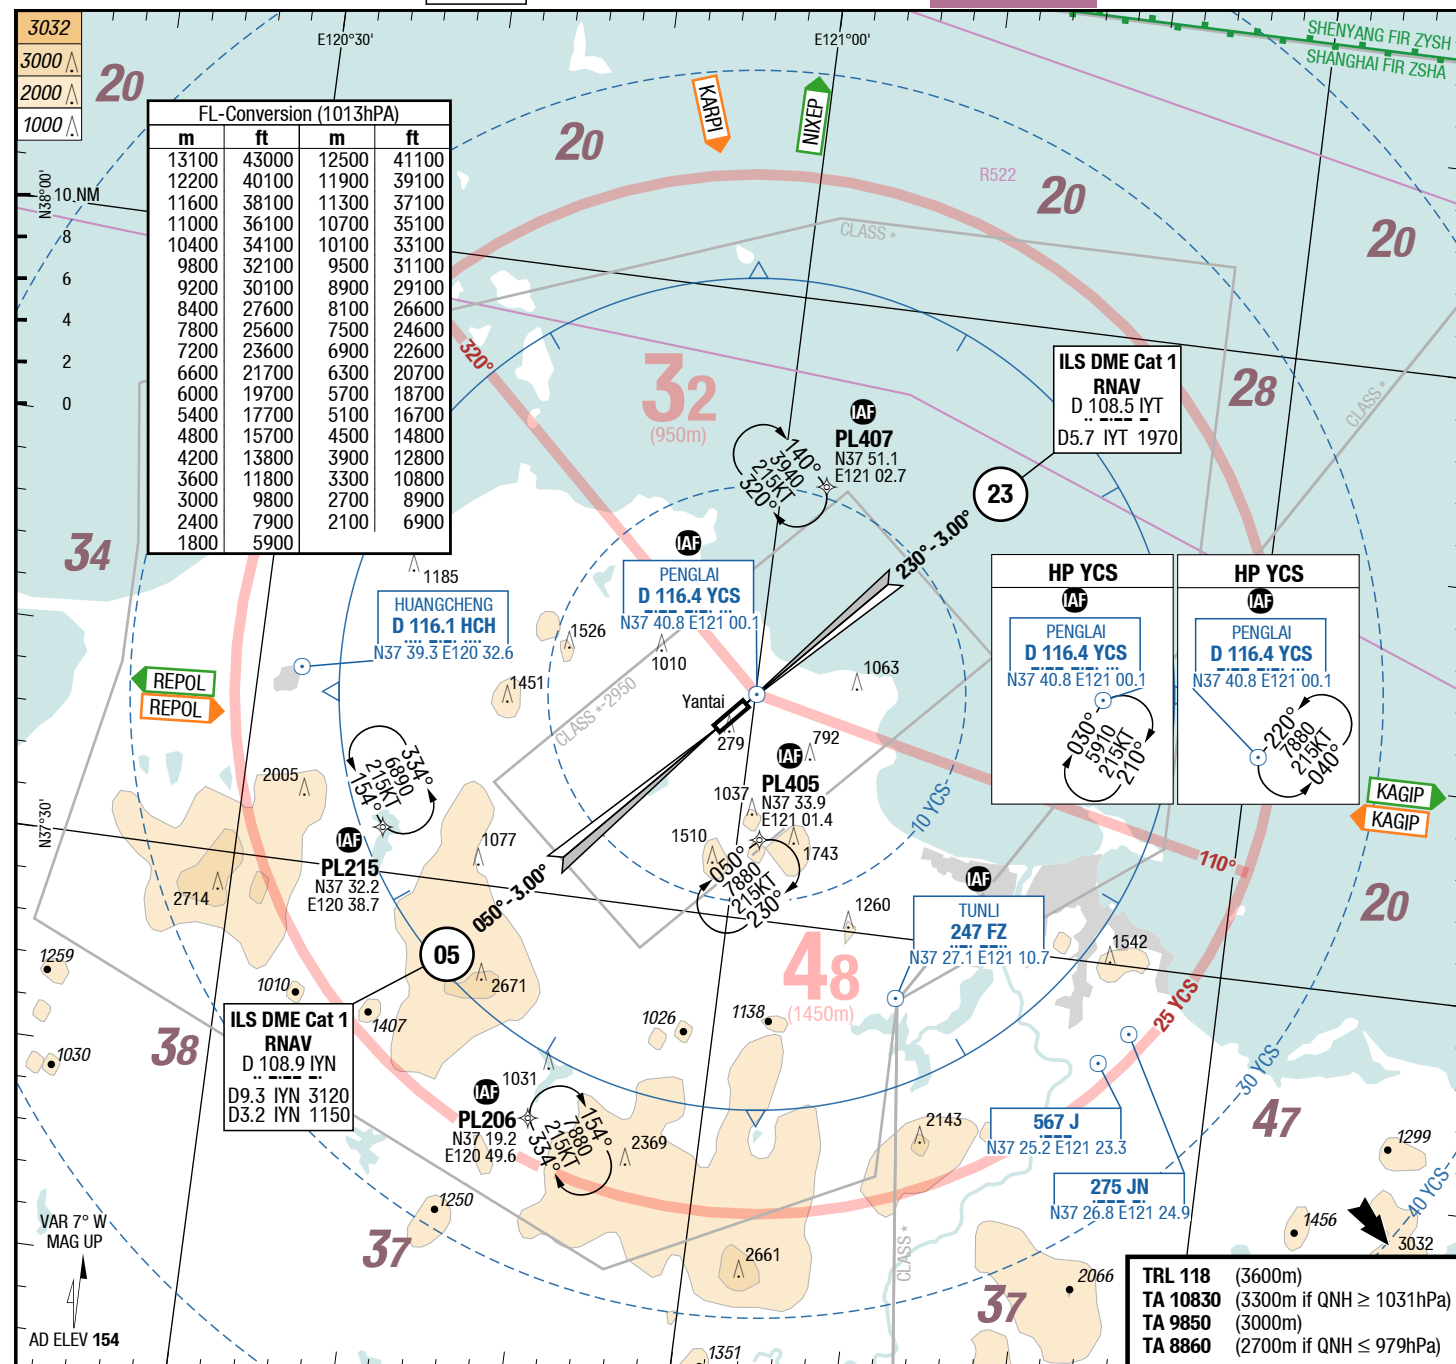 3032
3000
2000
1000
E120°30'
E121°00'
SHENYANG FIR ZYSH
SHANGHAI FIR ZSHA
20
20
20
20
KARPI
NIXEP
R522
CLASS *
FL-Conversion (1013hPA)
m ft m ft
13100 43000 12500 41100
12200 40100 11900 39100
11600 38100 11300 37100
11000 36100 10700 35100
10400 34100 10100 33100
9800 32100 9500 31100
9200 30100 8900 29100
8400 27600 8100 26600
7800 25600 7500 24600
7200 23600 6900 22600
6600 21700 6300 20700
6000 19700 5700 18700
5400 17700 5100 16700
4800 15700 4500 14800
4200 13800 3900 12800
3600 11800 3300 10800
3000 9800 2700 8900
2400 7900 2100 6900
1800 5900
N38°00'
10 NM
8
6
4
2
0
320°
32
(950m)
28
CLASS *
ILS DME Cat 1
RNAV
D 108.5 IYT
D5.7 IYT 1970
IAF
PL407
N37 51.1
E121 02.7
140°
3940
215KT
320°
23
230°-3.00°
34
1185
IAF
PENGLAI
D 116.4 YCS
N37 40.8 E121 00.1
HUANGCHENG
D 116.1 HCH
N37 39.3 E120 32.6
1526
1010
1451
1063
HP YCS
IAF
PENGLAI
D 116.4 YCS
N37 40.8 E121 00.1
030°
5910
215KT
210°
HP YCS
IAF
PENGLAI
D 116.4 YCS
N37 40.8 E121 00.1
220°
7880
215KT
040°
REPOL
REPOL
CLASS *-2950
Yantai
279
792
IAF
PL405
N37 33.9
E121 01.4
1037
1510
1743
050°
7880
215KT
230°
10 YCS
KAGIP
KAGIP
2005
334°
6890
215KT
154°
N37°30'
IAF
PL215
N37 32.2
E120 38.7
1077
2714
050°-3.00°
05
110°
20
IAF
TUNLI
247 FZ
N37 27.1 E121 10.7
1260
1542
48
(1450m)
1259
1010
1407
2671
1026
1138
25 YCS
38
1030
ILS DME Cat 1
RNAV
D 108.9 IYN
D9.3 IYN 3120
D3.2 IYN 1150
1031
IAF
PL206
N37 19.2
E120 49.6
154°
7880
215KT
334°
2369
2143
567 J
N37 25.2 E121 23.3
275 JN
N37 26.8 E121 24.9
30 YCS
47
1299
40 YCS
1456
3032
1250
37
2661
CLASS *
37
2066
1351
VAR 7° W
MAG UP
AD ELEV 154
TRL 118 (3600m)
TA 10830 (3300m if QNH ≥ 1031hPa)
TA 9850 (3000m)
TA 8860 (2700m if QNH ≤ 979hPa)